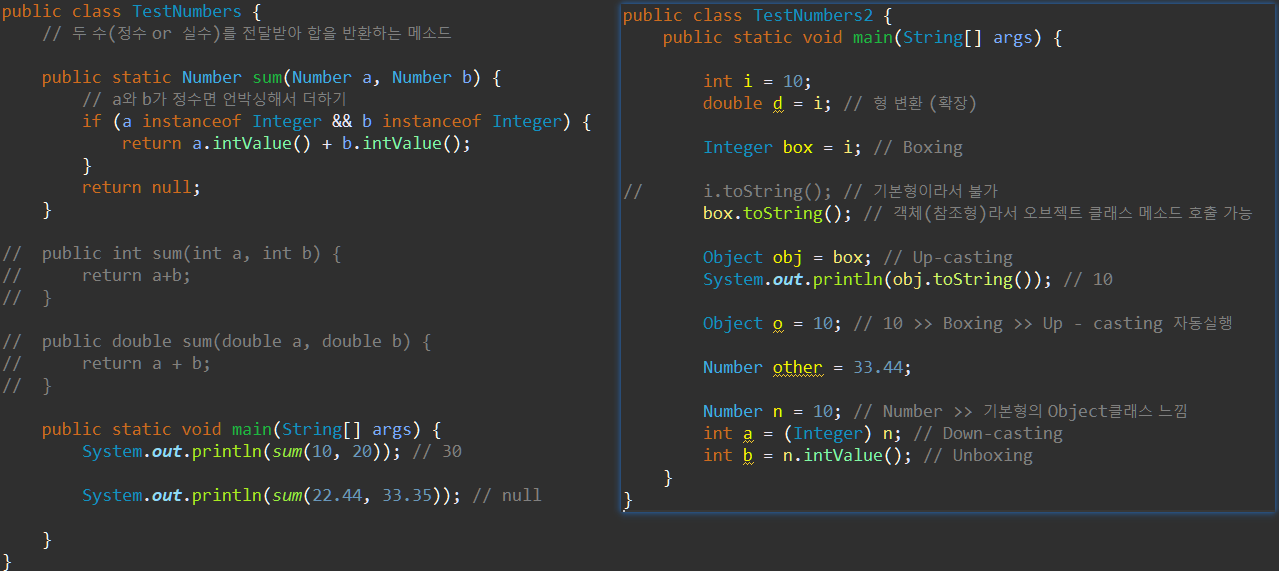 public class TestNumbers {
// 두 수(정수 or 실수)를 전달받아 합을 반환하는 메소드
public static Number sum(Number a, Number b) {
// a와 b가 정수면 언박싱해서 더하기
if (a instanceof Integer && b instanceof Integer) {
return a.intValue() + b.intValue();
}
return null;
}
// public int sum(int a, int b) {
// return a+b;
// }
// public double sum(double a, double b) {
// return a + b;
// }
public static void main(String[] args) {
System.out.println(sum(10, 20)); // 30
System.out.println(sum(22.44, 33.35)); // null
}
}
public class TestNumbers2 {
public static void main(String[] args) {
int i = 10;
double d = i; // 형 변환 (확장)
Integer box = i; // Boxing
// i.toString(); // 기본형이라서 불가
box.toString(); // 객체(참조형)라서 오브젝트 클래스 메소드 호출 가능
Object obj = box; // Up-casting
System.out.println(obj.toString()); // 10
Object o = 10; // 10 >> Boxing >> Up - casting 자동실행
Number other = 33.44;
Number n = 10; // Number >> 기본형의 Object클래스 느낌
int a = (Integer) n; // Down-casting
int b = n.intValue(); // Unboxing
}
}